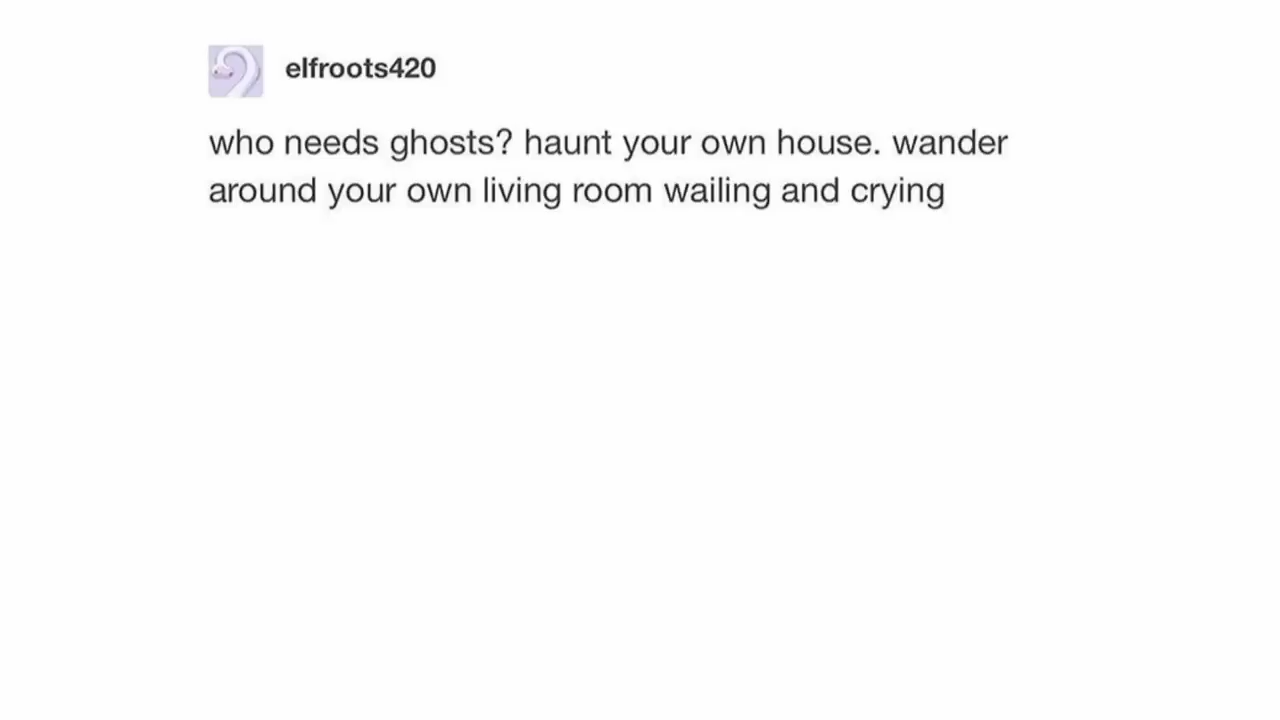 elfroots420
who needs ghosts? haunt your own house. wander
around your own living room wailing and crying